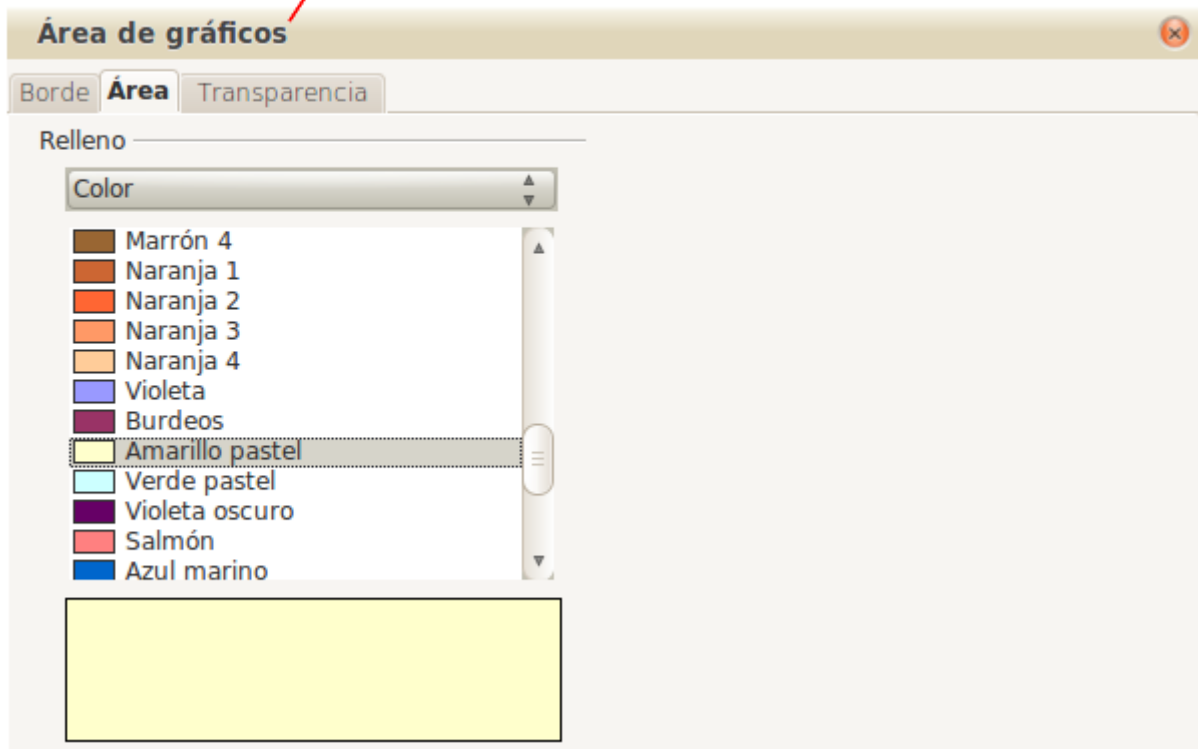 Área de gráficos
Borde Área Transparencia
Relleno
Color
Marrón 4
Naranja 1
Naranja 2
Naranja 3
Naranja 4
Violeta
Burdeos
Amarillo pastel
Verde pastel
Violeta oscuro
Salmón
Azul marino